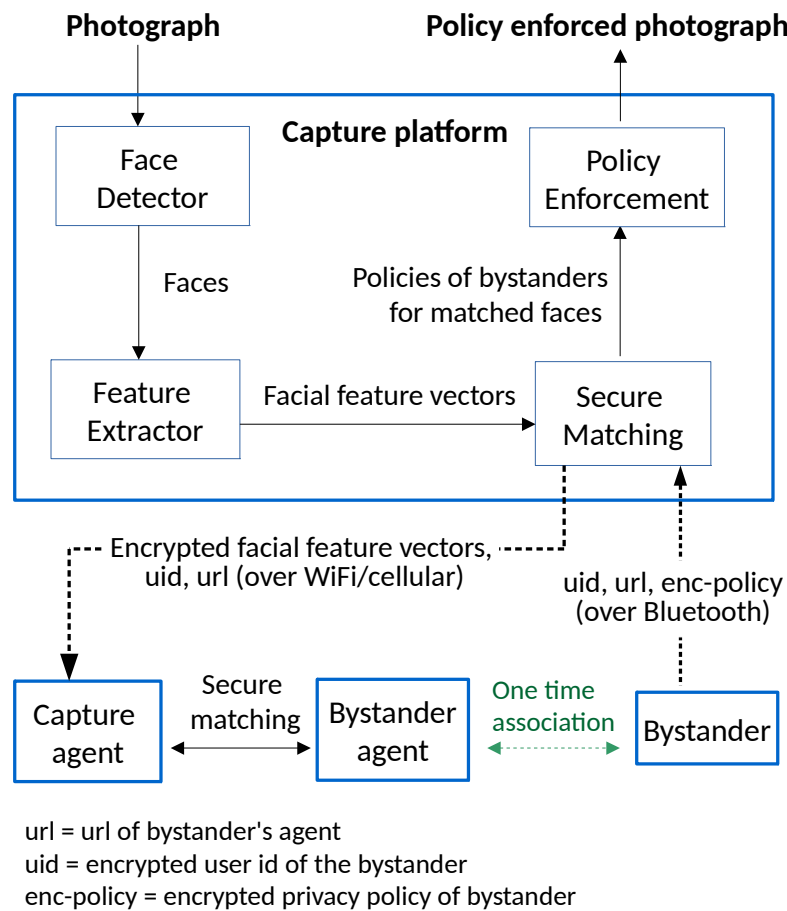 Photograph
Policy enforced photograph
Capture platform
Face
Detector
Policy
Enforcement
Faces
Policies of bystanders
for matched faces
Feature
Extractor
Facial feature vectors
Secure
Matching
Encrypted facial feature vectors,
uid, url (over WiFi/cellular)
uid, url, enc-policy
(over Bluetooth)
Capture
agent
Secure
matching
Bystander
agent
One time
association
Bystander
url = url of bystander's agent
uid = encrypted user id of the bystander
enc-policy = encrypted privacy policy of bystander